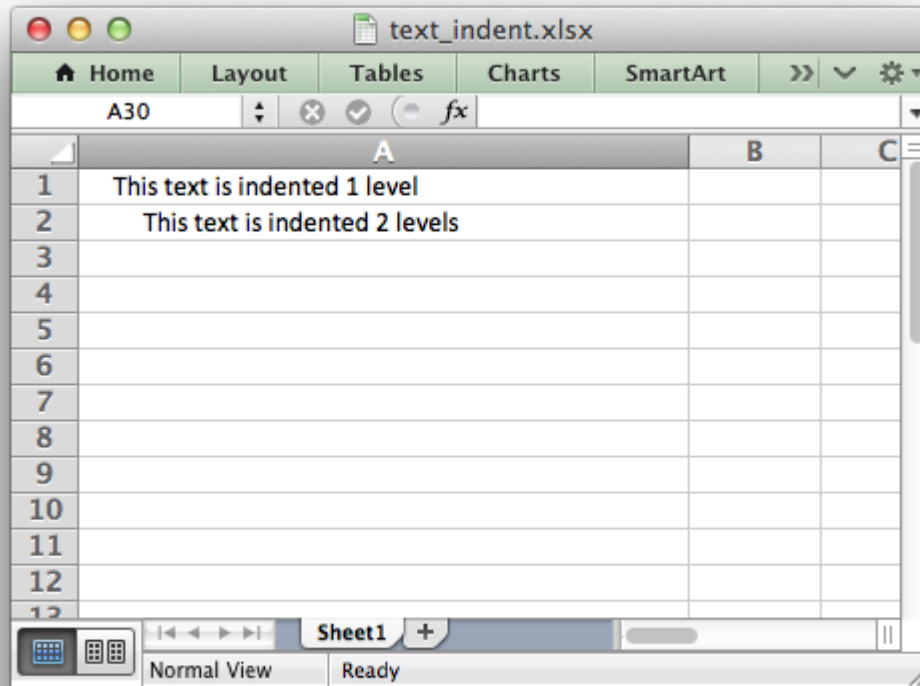 text_indent.xlsx
Home Layout Tables Charts SmartArt
A30 fx
A B C
1 This text is indented 1 level
2 This text is indented 2 levels
3
4
5
6
7
8
9
10
11
12
13
Sheet1
Normal View Ready